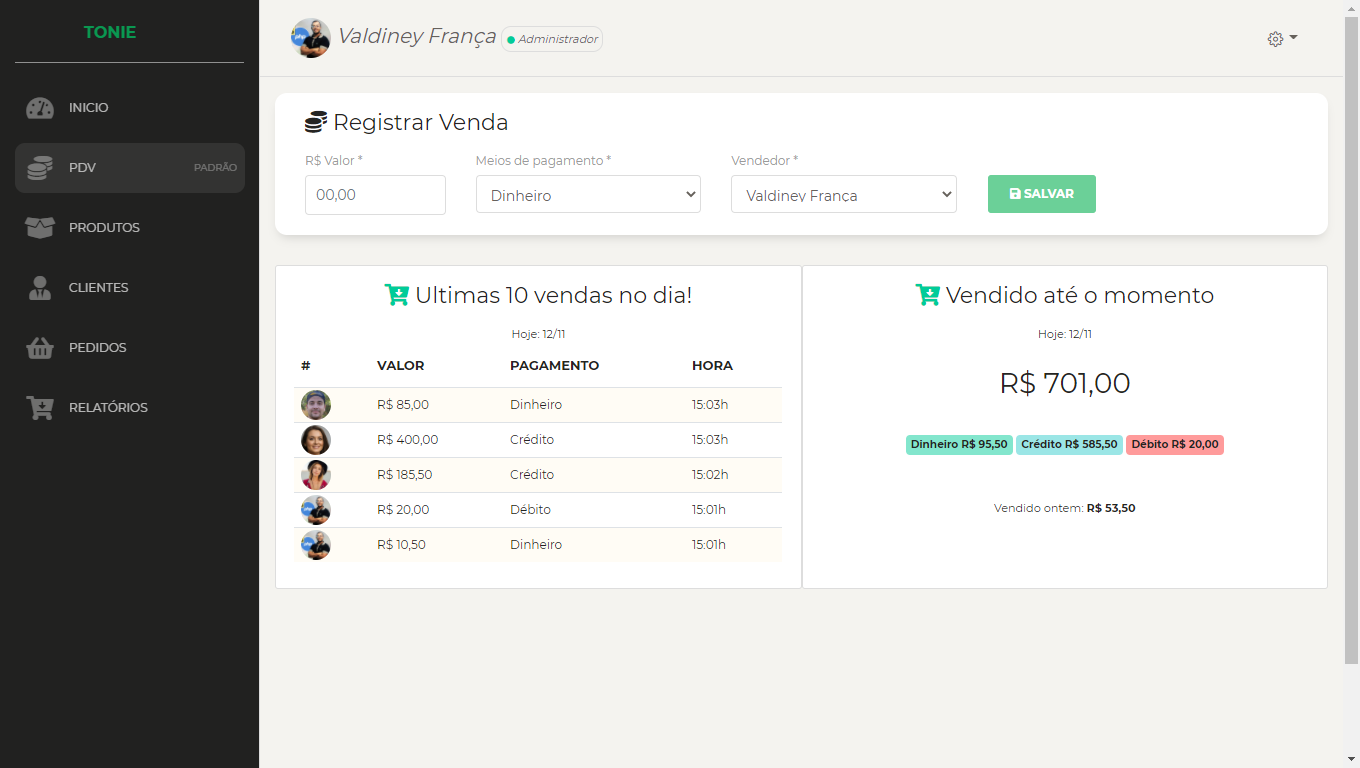 TONIE
INICIO
PDV PADRÃO
PRODUTOS
CLIENTES
PEDIDOS
RELATÓRIOS
Valdiney França Administrador
Registrar Venda
R$ Valor * Meios de pagamento * Vendedor *
00,00 Dinheiro Valdiney França SALVAR
Ultimas 10 vendas no dia!
Hoje: 12/11
# VALOR PAGAMENTO HORA
R$ 85,00 Dinheiro 15:03h
R$ 400,00 Crédito 15:03h
R$ 185,50 Crédito 15:02h
R$ 20,00 Débito 15:01h
R$ 10,50 Dinheiro 15:01h
Vendido até o momento
Hoje: 12/11
R$ 701,00
Dinheiro R$ 95,50 Crédito R$ 585,50 Débito R$ 20,00
Vendido ontem: R$ 53,50